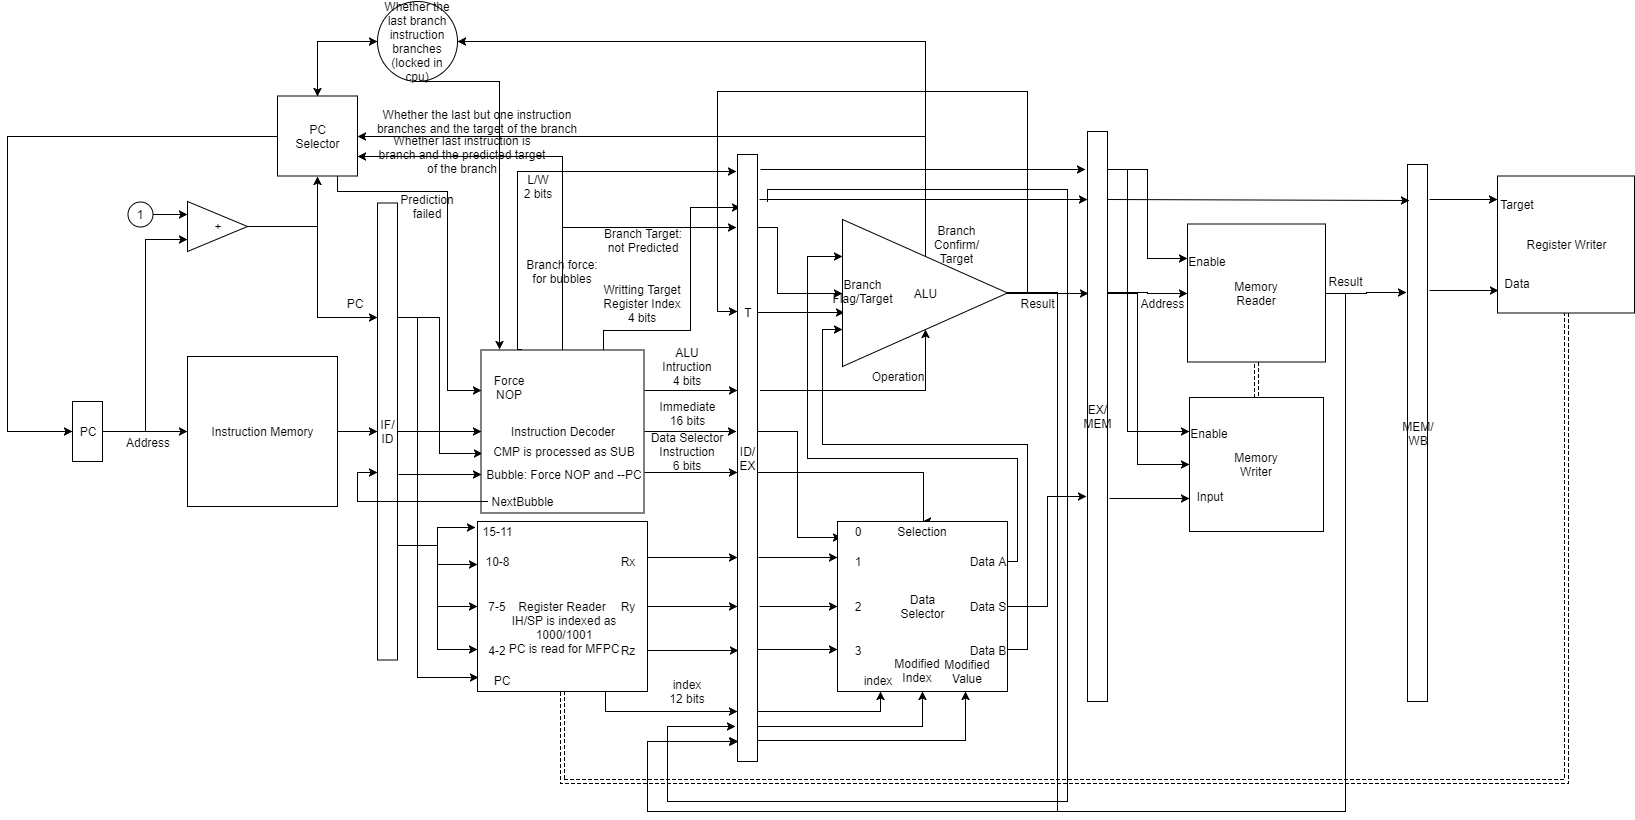 Whether the
last branch
instruction
branches
(locked in
cpu)
PC
Selector
Whether the last but one instruction
branches and the target of the branch
Whether last instruction is
branch and the predicted target
of the branch
L/W
2 bits
Prediction
failed
1
+
Branch Target:
not Predicted
Branch force:
for bubbles
Writting Target
Register Index
4 bits
PC
T
Branch
Flag/Target
ALU
Branch
Confirm/
Target
Result
Operation
Address
Enable
Memory
Reader
Result
Target
Register Writer
Data
Force
NOP
ALU
Intruction
4 bits
Immediate
16 bits
Data Selector
Instruction
6 bits
PC
Address
Instruction Memory
IF/
ID
Instruction Decoder
CMP is processed as SUB
Bubble: Force NOP and --PC
NextBubble
ID/
EX
EX/
MEM
Enable
Memory
Writer
Input
MEM/
WB
15-11
10-8
7-5
4-2
PC
Register Reader
IH/SP is indexed as
1000/1001
PC is read for MFPC
Rx
Ry
Rz
index
12 bits
0
1
2
3
Selection
Data
Selector
Data A
Data S
Data B
index
Modified
Index
Modified
Value